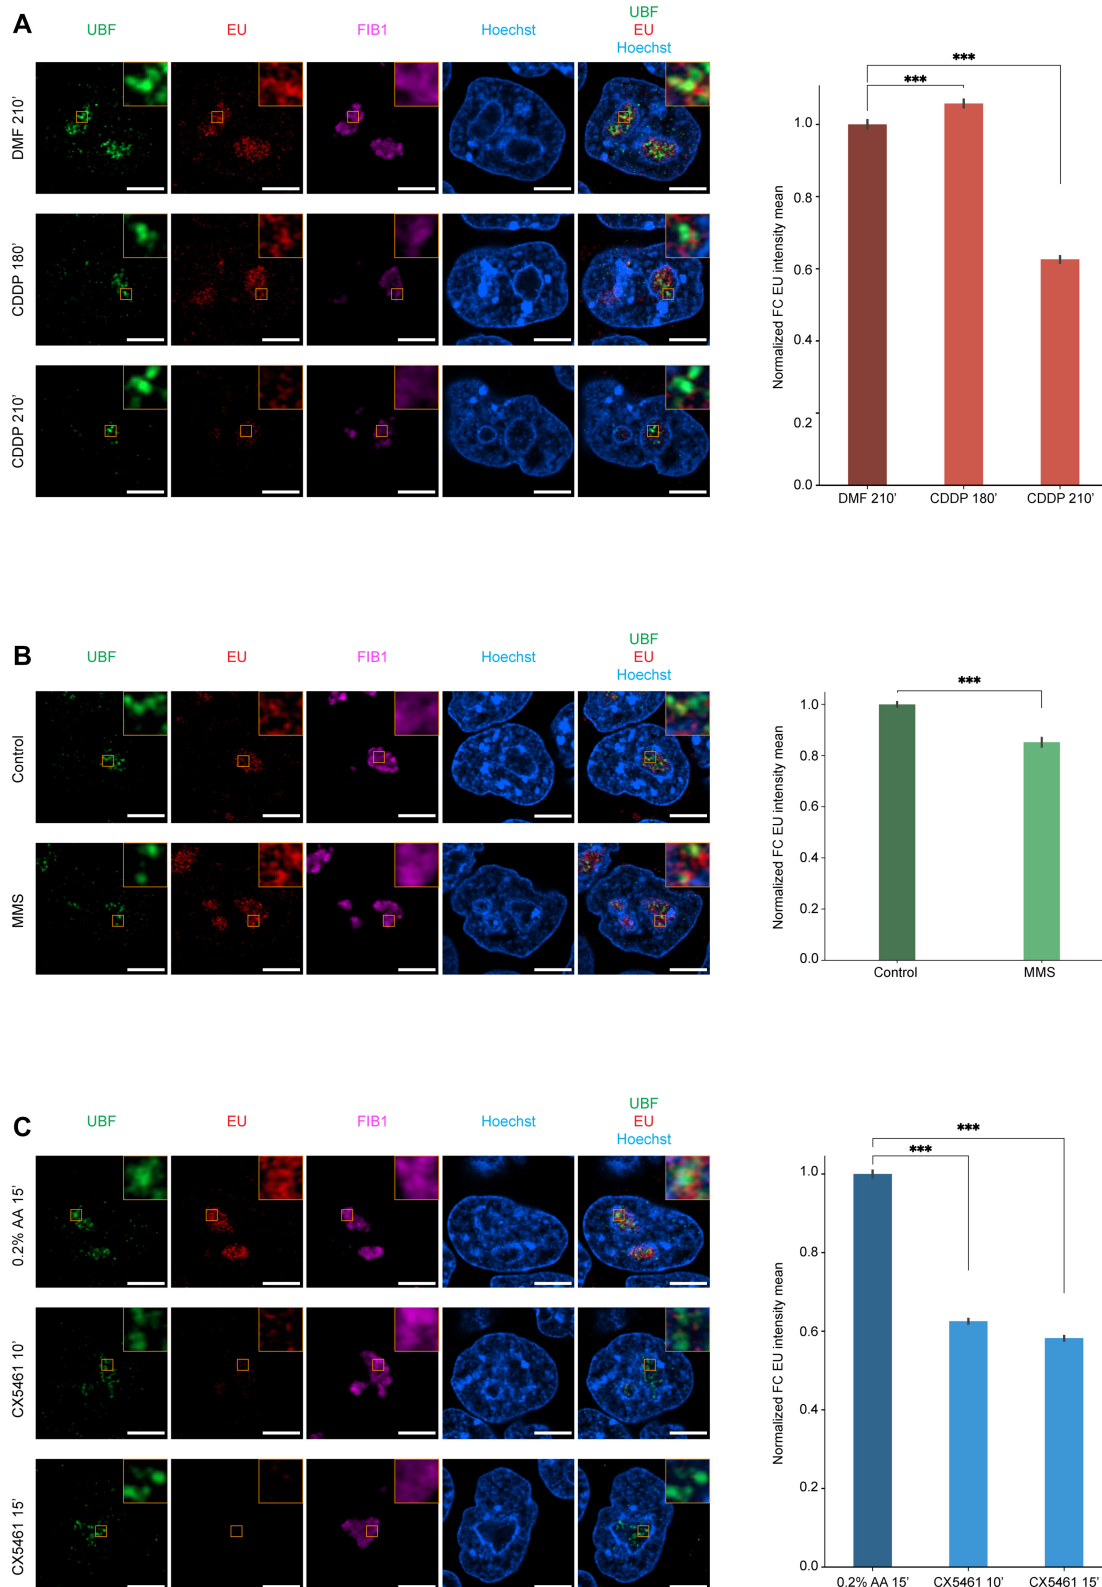 A
UBF
EU
FIB1
Hoechst
UBF
EU
Hoechst
DMF 210'
CDDP 180'
CDDP 210'
***
***
Normalized FC EU intensity mean
1.0
0.8
0.6
0.4
0.2
0.0
DMF 210'
CDDP 180'
CDDP 210'
B
UBF
EU
FIB1
Hoechst
UBF
EU
Hoechst
Control
MMS
***
Normalized FC EU intensity mean
1.0
0.8
0.6
0.4
0.2
0.0
Control
MMS
C
UBF
EU
FIB1
Hoechst
UBF
EU
Hoechst
0.2% AA 15'
CX5461 10'
CX5461 15'
***
***
Normalized FC EU intensity mean
1.0
0.8
0.6
0.4
0.2
0.0
0.2% AA 15'
CX5461 10'
CX5461 15'